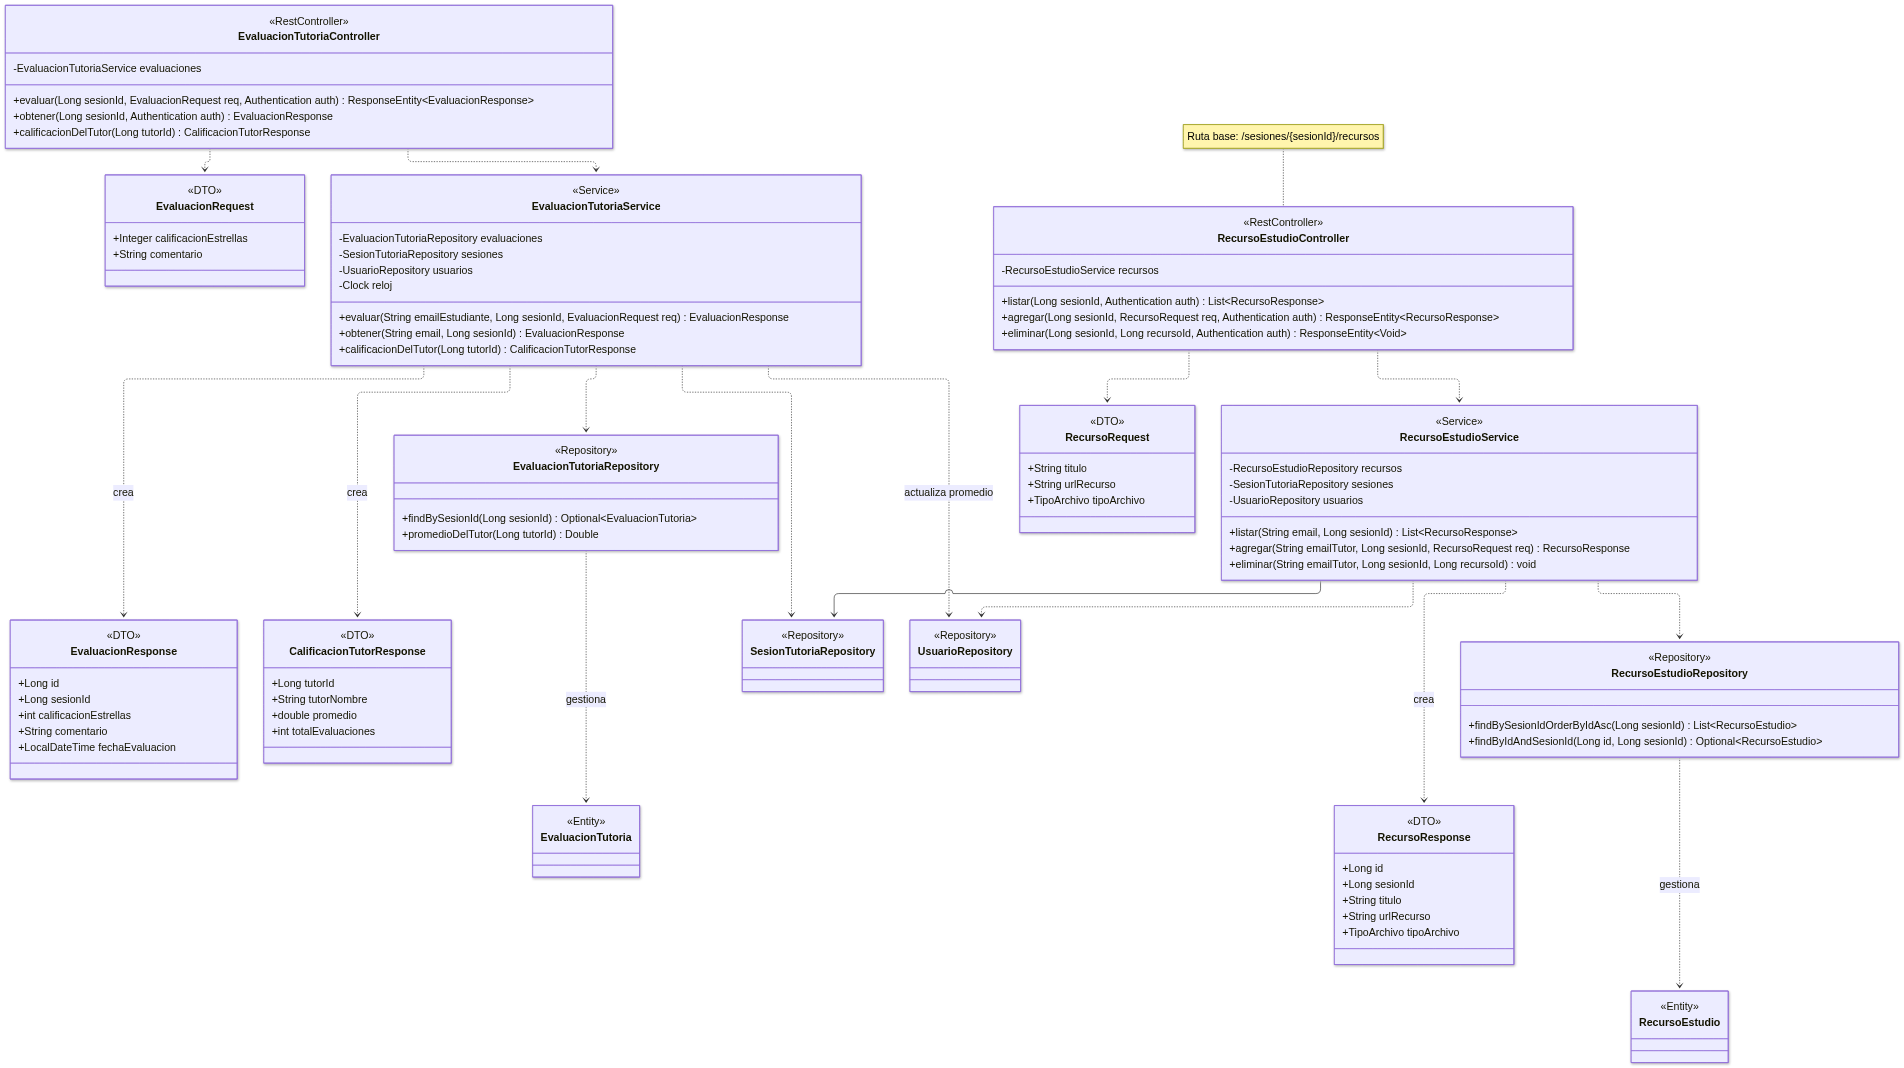 «RestController»
EvaluacionTutoriaController
-EvaluacionTutoriaService evaluaciones
+evaluar(Long sesionId, EvaluacionRequest req, Authentication auth) : ResponseEntity<EvaluacionResponse>
+obtener(Long sesionId, Authentication auth) : EvaluacionResponse
+calificacionDelTutor(Long tutorId) : CalificacionTutorResponse
Ruta base: /sesiones/{sesionId}/recursos
«DTO»
EvaluacionRequest
+Integer calificacionEstrellas
+String comentario
«Service»
EvaluacionTutoriaService
-EvaluacionTutoriaRepository evaluaciones
-SesionTutoriaRepository sesiones
-UsuarioRepository usuarios
-Clock reloj
+evaluar(String emailEstudiante, Long sesionId, EvaluacionRequest req) : EvaluacionResponse
+obtener(String email, Long sesionId) : EvaluacionResponse
+calificacionDelTutor(Long tutorId) : CalificacionTutorResponse
«RestController»
RecursoEstudioController
-RecursoEstudioService recursos
+listar(Long sesionId, Authentication auth) : List<RecursoResponse>
+agregar(Long sesionId, RecursoRequest req, Authentication auth) : ResponseEntity<RecursoResponse>
+eliminar(Long sesionId, Long recursoId, Authentication auth) : ResponseEntity<Void>
«DTO»
RecursoRequest
+String titulo
+String urlRecurso
+TipoArchivo tipoArchivo
«Service»
RecursoEstudioService
-RecursoEstudioRepository recursos
-SesionTutoriaRepository sesiones
-UsuarioRepository usuarios
+listar(String email, Long sesionId) : List<RecursoResponse>
+agregar(String emailTutor, Long sesionId, RecursoRequest req) : RecursoResponse
+eliminar(String emailTutor, Long sesionId, Long recursoId) : void
«Repository»
EvaluacionTutoriaRepository
+findBySesionId(Long sesionId) : Optional<EvaluacionTutoria>
+promedioDelTutor(Long tutorId) : Double
crea
crea
actualiza promedio
«DTO»
EvaluacionResponse
+Long id
+Long sesionId
+int calificacionEstrellas
+String comentario
+LocalDateTime fechaEvaluacion
«DTO»
CalificacionTutorResponse
+Long tutorId
+String tutorNombre
+double promedio
+int totalEvaluaciones
gestiona
«Repository»
SesionTutoriaRepository
«Repository»
UsuarioRepository
crea
«Repository»
RecursoEstudioRepository
+findBySesionIdOrderByIdAsc(Long sesionId) : List<RecursoEstudio>
+findByIdAndSesionId(Long id, Long sesionId) : Optional<RecursoEstudio>
«Entity»
EvaluacionTutoria
«DTO»
RecursoResponse
+Long id
+Long sesionId
+String titulo
+String urlRecurso
+TipoArchivo tipoArchivo
gestiona
«Entity»
RecursoEstudio